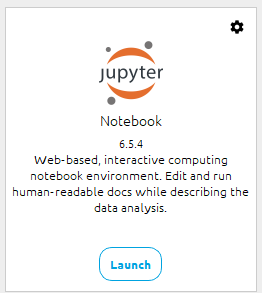 jupyter
Notebook
6.5.4
Web-based, interactive computing
notebook environment. Edit and run
human-readable docs while describing the
data analysis.
Launch